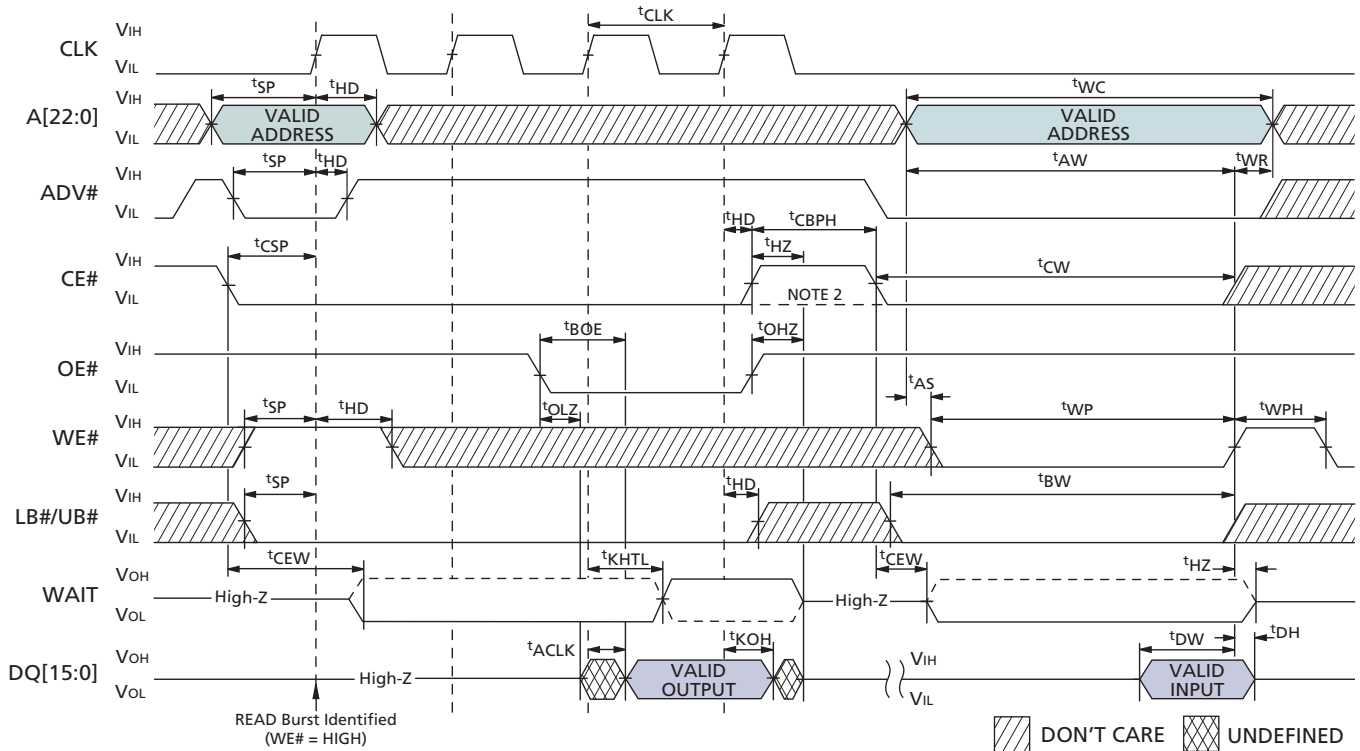 tCLK
VIH
CLK
VIL
tSP
tHD
tWC
VIH
A[22:0]
VALID
ADDRESS
VALID
ADDRESS
VIL
tSP
tHD
tAW
tWR
VIH
ADV#
VIL
tHD
tCBPH
tCSP
tHZ
VIH
CE#
tCW
VIL
NOTE 2
tBOE
tOHZ
VIH
OE#
VIL
tAS
tSP
tHD
tOLZ
tWP
tWPH
VIH
WE#
VIL
tSP
tHD
tBW
VIH
LB#/UB#
VIL
tCEW
tKHTL
tCEW
tHZ
VOH
WAIT
High-Z
High-Z
VOL
tACLK
tKOH
tDW
tDH
VOH
DQ[15:0]
High-Z
VALID
OUTPUT
VIH
VIL
VALID
INPUT
VOL
READ Burst Identified
(WE# = HIGH)
DON'T CARE
UNDEFINED